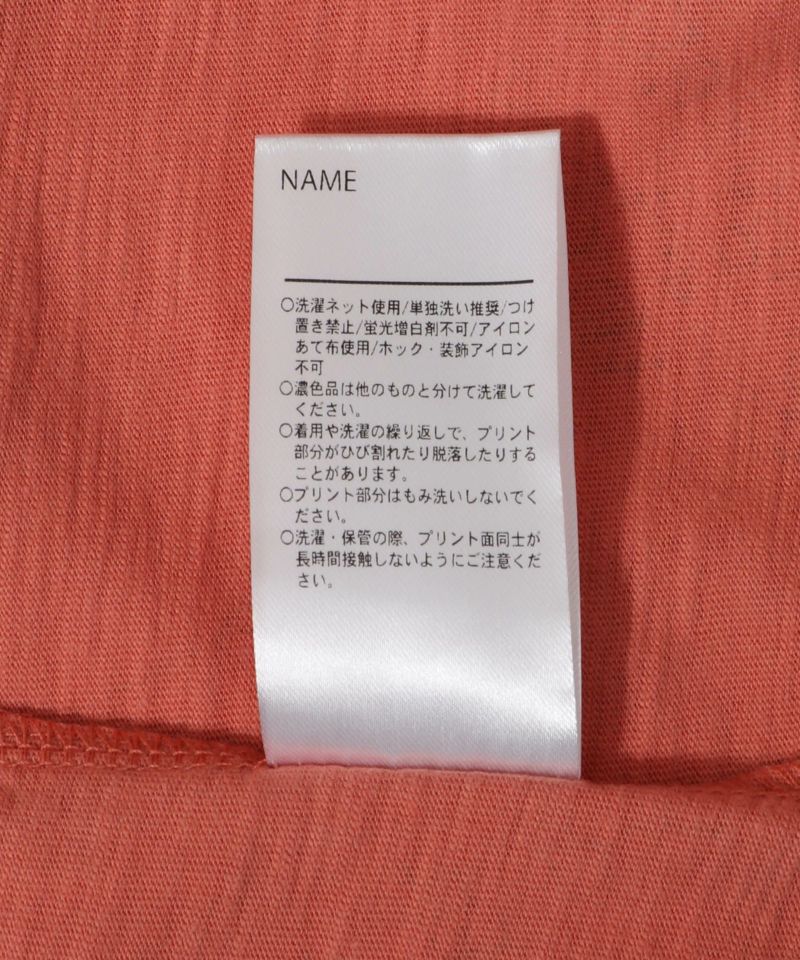 NAME
○洗濯ネット使用/単独洗い推奨/つけ
置き禁止/蛍光増白剤不可/アイロン
あて布使用/ホック・装飾アイロン
不可
○濃色品は他のものと分けて洗濯して
ください。
○着用や洗濯の繰り返しで、プリント
部分がひび割れたり脱落したりする
ことがあります。
○プリント部分はもみ洗いしないでく
ださい。
○洗濯・保管の際、プリント面同士が
長時間接触しないようにご注意くだ
さい。